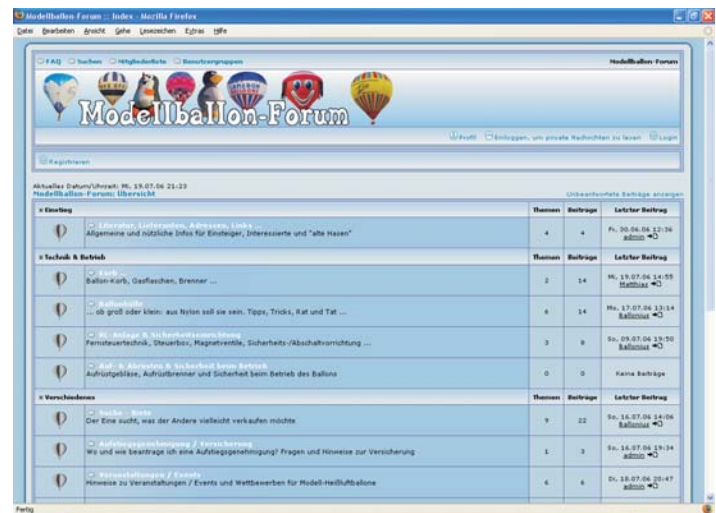 Modellballon-Forum :: Index - Mozilla Firefox
Datei Bearbeiten Ansicht Gehe Lesezeichen Extras Hilfe
FAQ Suchen Mitgliederliste Benutzergruppen Modellballon-Forum
CAMERON
Modellballon-Forum
Profil Einloggen, um private Nachrichten zu lesen Login
Registrieren
Aktuelles Datum/Uhrzeit: Mi, 19.07.06 21:23
Modellballon-Forum: Übersicht Unbeantwortete Beiträge anzeigen
x Einstieg Themen Beiträge Letzter Beitrag
Literatur, Lieferanten, Adressen, Links ...
Allgemeine und nützliche Infos für Einsteiger, Interessierte und "alte Hasen" 4 4 Fr, 30.06.06 12:36
admin
x Technik & Betrieb Themen Beiträge Letzter Beitrag
Korb ...
Ballon-Korb, Gasflaschen, Brenner ... 2 14 Mi, 19.07.06 14:55
Matthias
Ballonhülle
... ob groß oder klein: aus Nylon soll sie sein. Tipps, Tricks, Rat und Tat ... 6 14 Mo, 17.07.06 13:14
Ballonius
RC-Anlage & Sicherheitseinrichtung
Fernsteuertechnik, Steuerbox, Magnetventile, Sicherheits-/Abschaltvorrichtung ... 3 8 So, 09.07.06 19:50
Ballonius
Auf- & Abrüsten & Sicherheit beim Betrieb
Aufrüstgebläse, Aufrüstbrenner und Sicherheit beim Betrieb des Ballons 0 0 Keine Beiträge
x Verschiedenes Themen Beiträge Letzter Beitrag
Suche - Biete
Der Eine sucht, was der Andere vielleicht verkaufen möchte 9 22 So, 16.07.06 14:06
Ballonius
Aufstiegsgenehmigung / Versicherung
Wo und wie beantrage ich eine Aufstiegsgenehmigung? Fragen und Hinweise zur Versicherung 1 3 So, 16.07.06 19:34
admin
Veranstaltungen / Events
Hinweise zu Veranstaltungen / Events und Wettbewerben für Modell-Heißluftballone 6 6 Di, 18.07.06 20:47
admin
Fertig